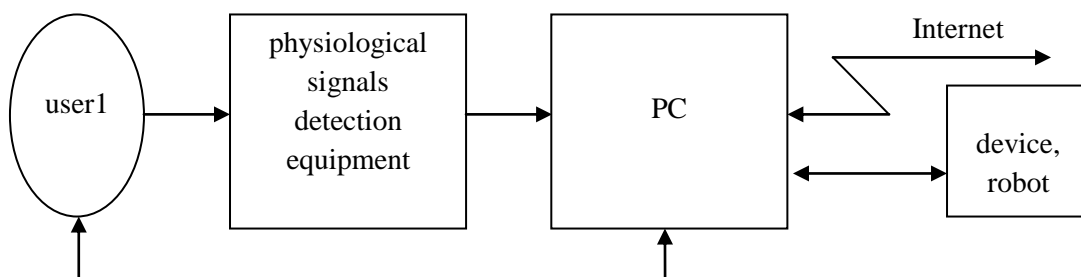 user1
physiological
signals
detection
equipment
PC
Internet
device,
robot